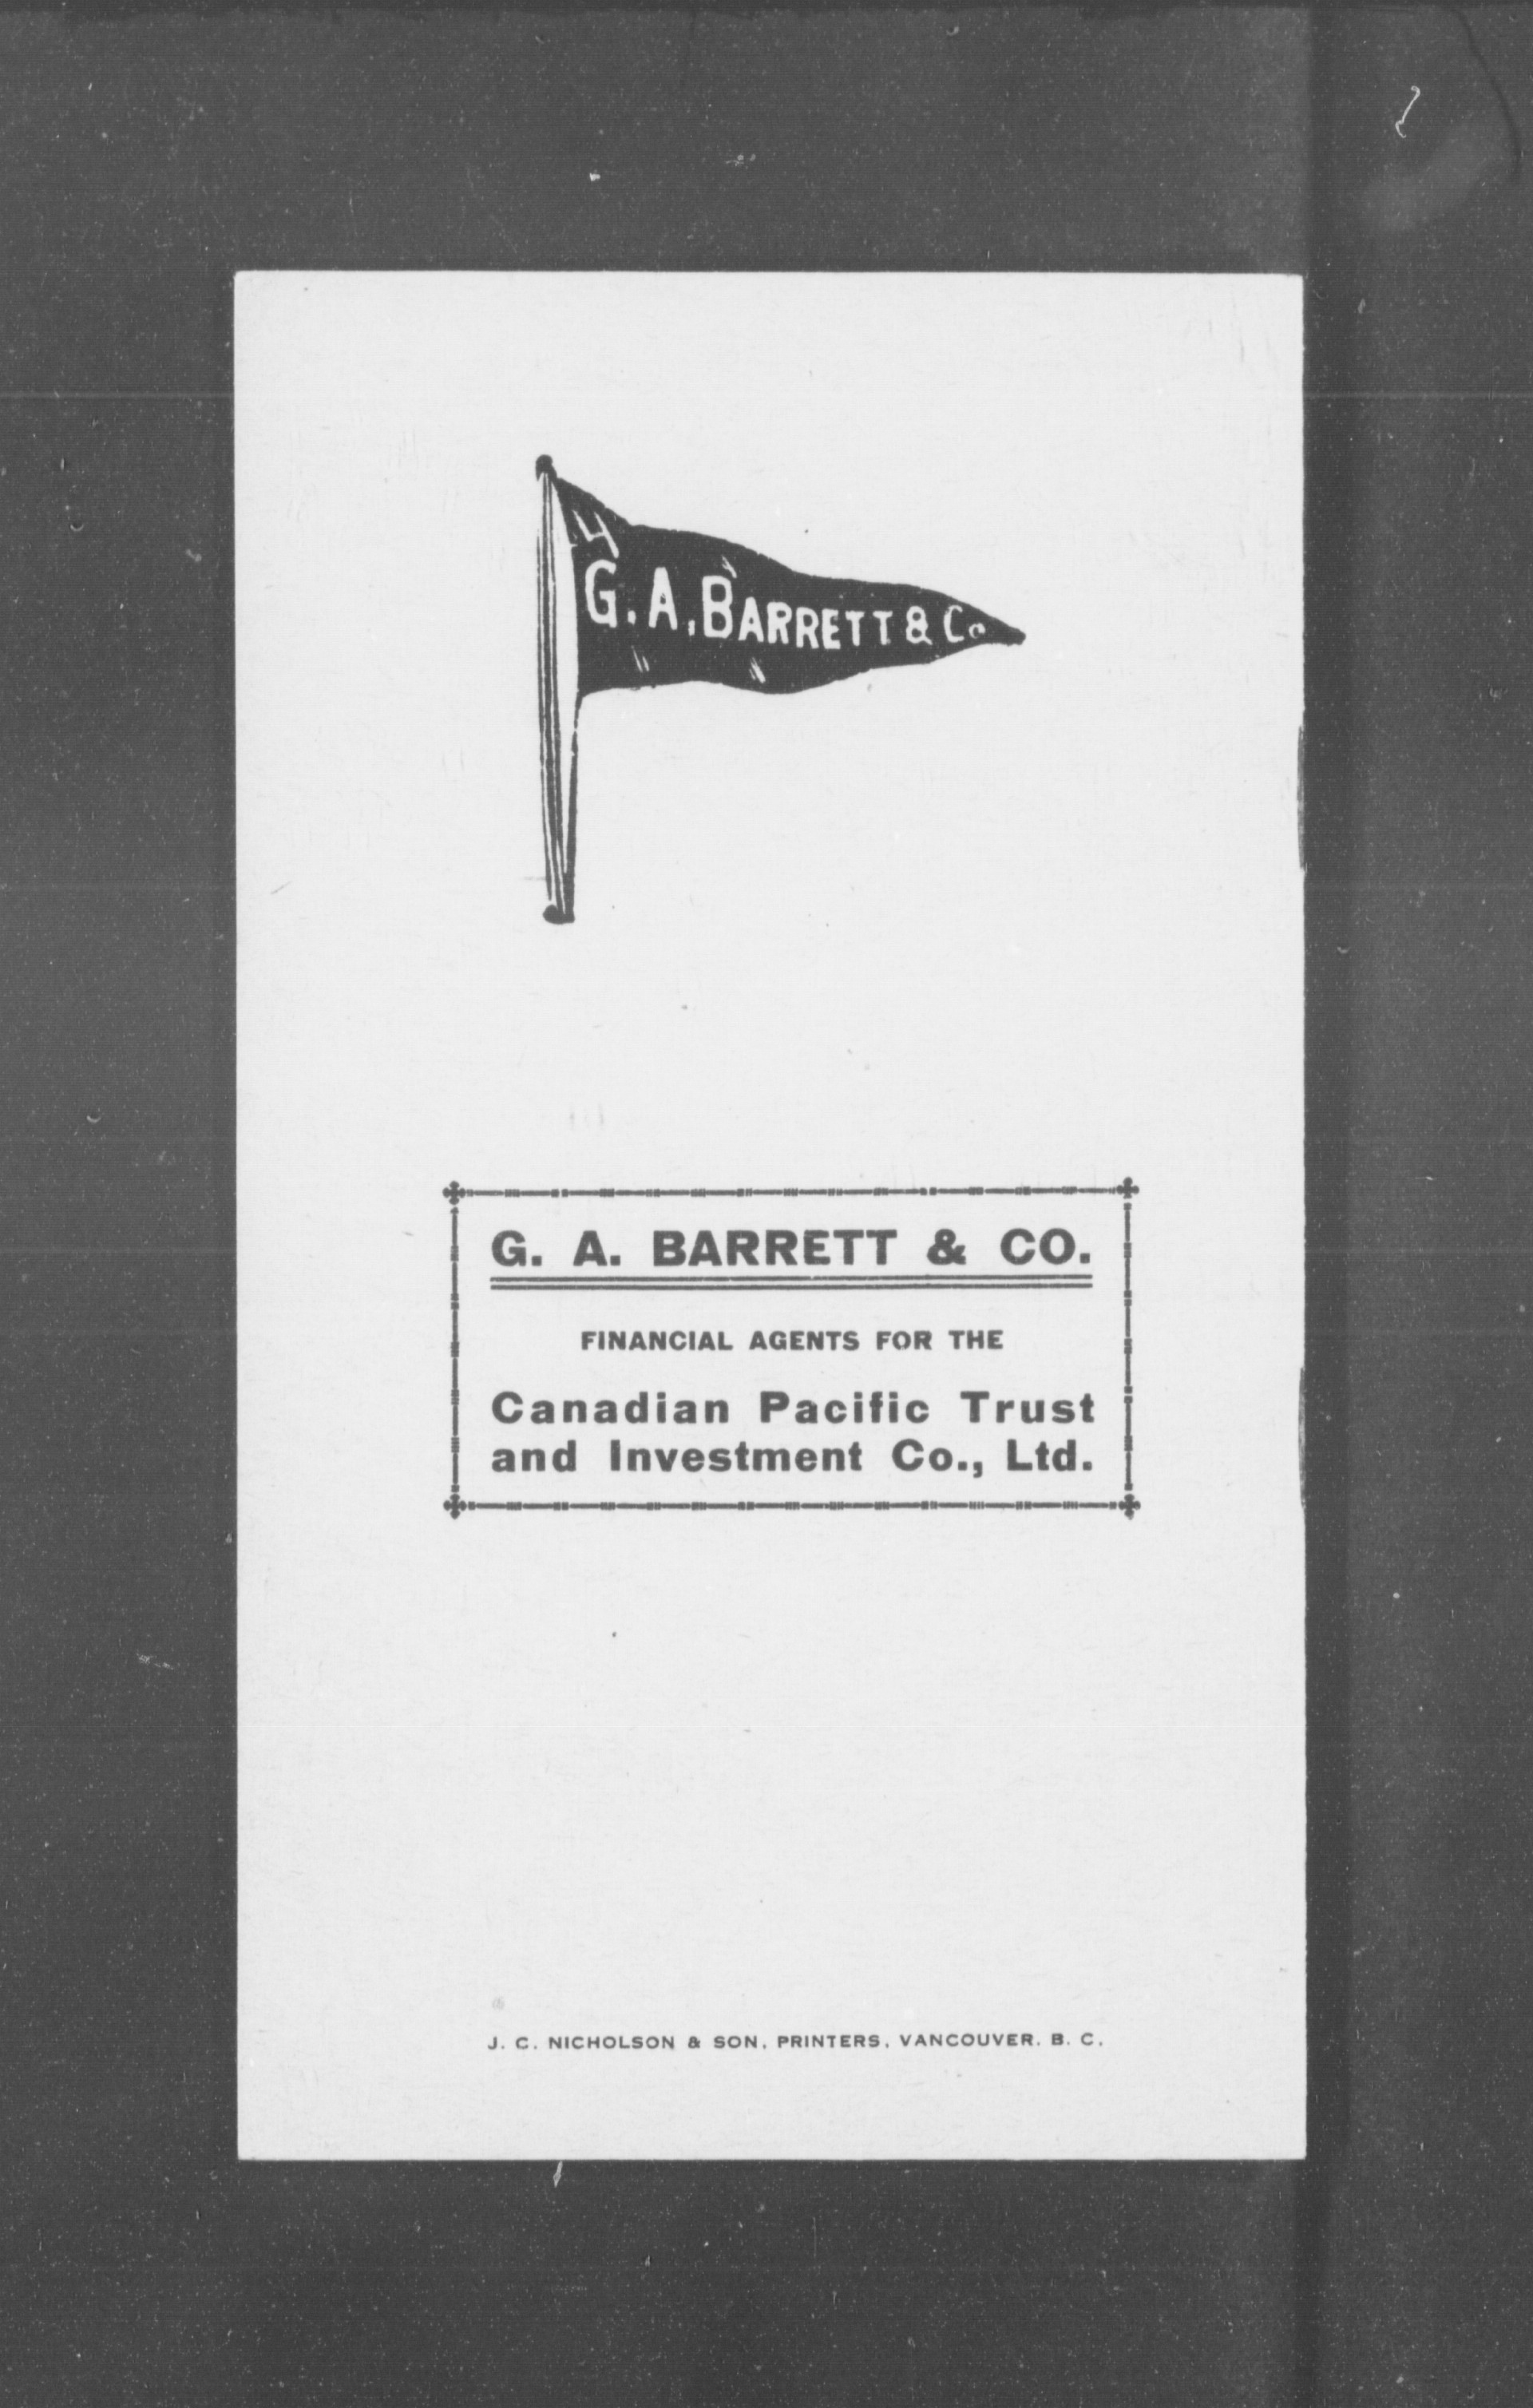 G. A. BARRETT & Co
G. A. BARRETT & CO.
FINANCIAL AGENTS FOR THE
Canadian Pacific Trust
and Investment Co., Ltd.
J. C. NICHOLSON & SON, PRINTERS, VANCOUVER, B. C.